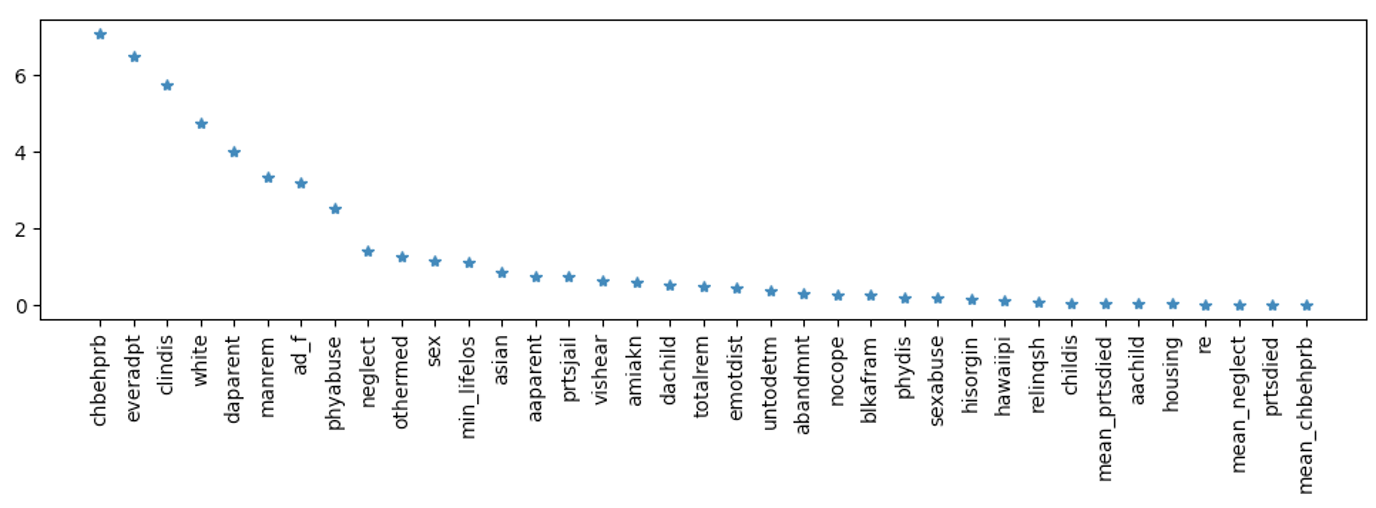 6
4
2
0
chbehprb
everadpt
clindis
white
daparent
manrem
ad_f
phyabuse
neglect
othermed
sex
min_lifelos
asian
aaparent
prtsjail
vishear
amiakn
dachild
totalrem
emotdist
untodetm
abandmnt
nocope
blkafram
phydis
sexabuse
hisorgin
hawaiipi
relinqsh
childis
mean_prtsdied
aachild
housing
re
mean_neglect
prtsdied
mean_chbehprb